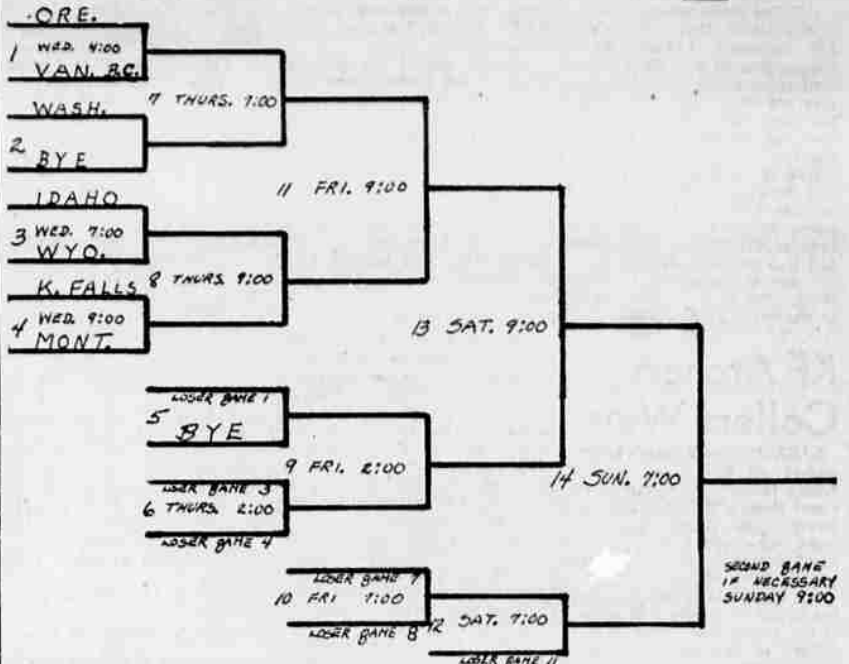 ORE.
1 WED. 4:00
VAN. B.C.
7 THURS. 7:00
WASH.
2
BYE
11 FRI. 9:00
IDAHO
3 WED. 7:00
WYO.
8 THURS. 9:00
K. FALLS
4 WED. 9:00
MONT.
13 SAT. 9:00
LOSER GAME 1
5
BYE
9 FRI. 2:00
LOSER GAME 3
6 THURS. 2:00
LOSER GAME 4
14 SUN. 7:00
LOSER GAME 7
10 FRI 7:00
LOSER GAME 8
12 SAT. 7:00
LOSER GAME 11
SECOND GAME
IF NECESSARY
SUNDAY 9:00